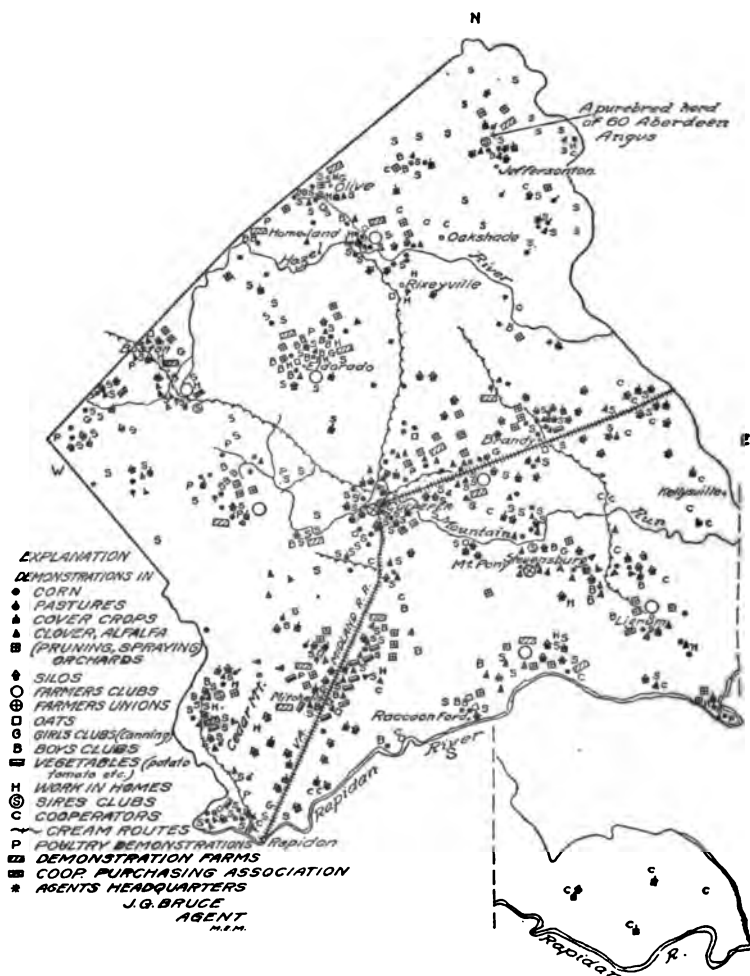 N
A purebred herd
of 60 Aberdeen
Angus
Jeffersonton
Olive
Homeland
Oakshade
Hazel
River
Rixeyville
Eldorado
Brandy
W
E
Kellysville
Mountain
Run
Mt. Pony
Stevensburg
Lignum
EXPLANATION
DEMONSTRATIONS IN
CORN
PASTURES
COVER CROPS
CLOVER, ALFALFA
(PRUNING, SPRAYING)
ORCHARDS
SILOS
FARMERS CLUBS
FARMERS UNIONS
OATS
G GIRLS CLUBS (canning)
B BOYS CLUBS
VEGETABLES (potato
tomato etc.)
H WORK IN HOMES
S SIRES CLUBS
C COOPERATORS
CREAM ROUTES
P POULTRY DEMONSTRATIONS
DEMONSTRATION FARMS
COOP. PURCHASING ASSOCIATION
* AGENTS HEADQUARTERS
J.G. BRUCE
AGENT
M.E.M.
VA. MIDLAND R.R.
Cedar Mt.
Raccoon Ford
Rapidan
River
Rapidan
Rapidan
R.